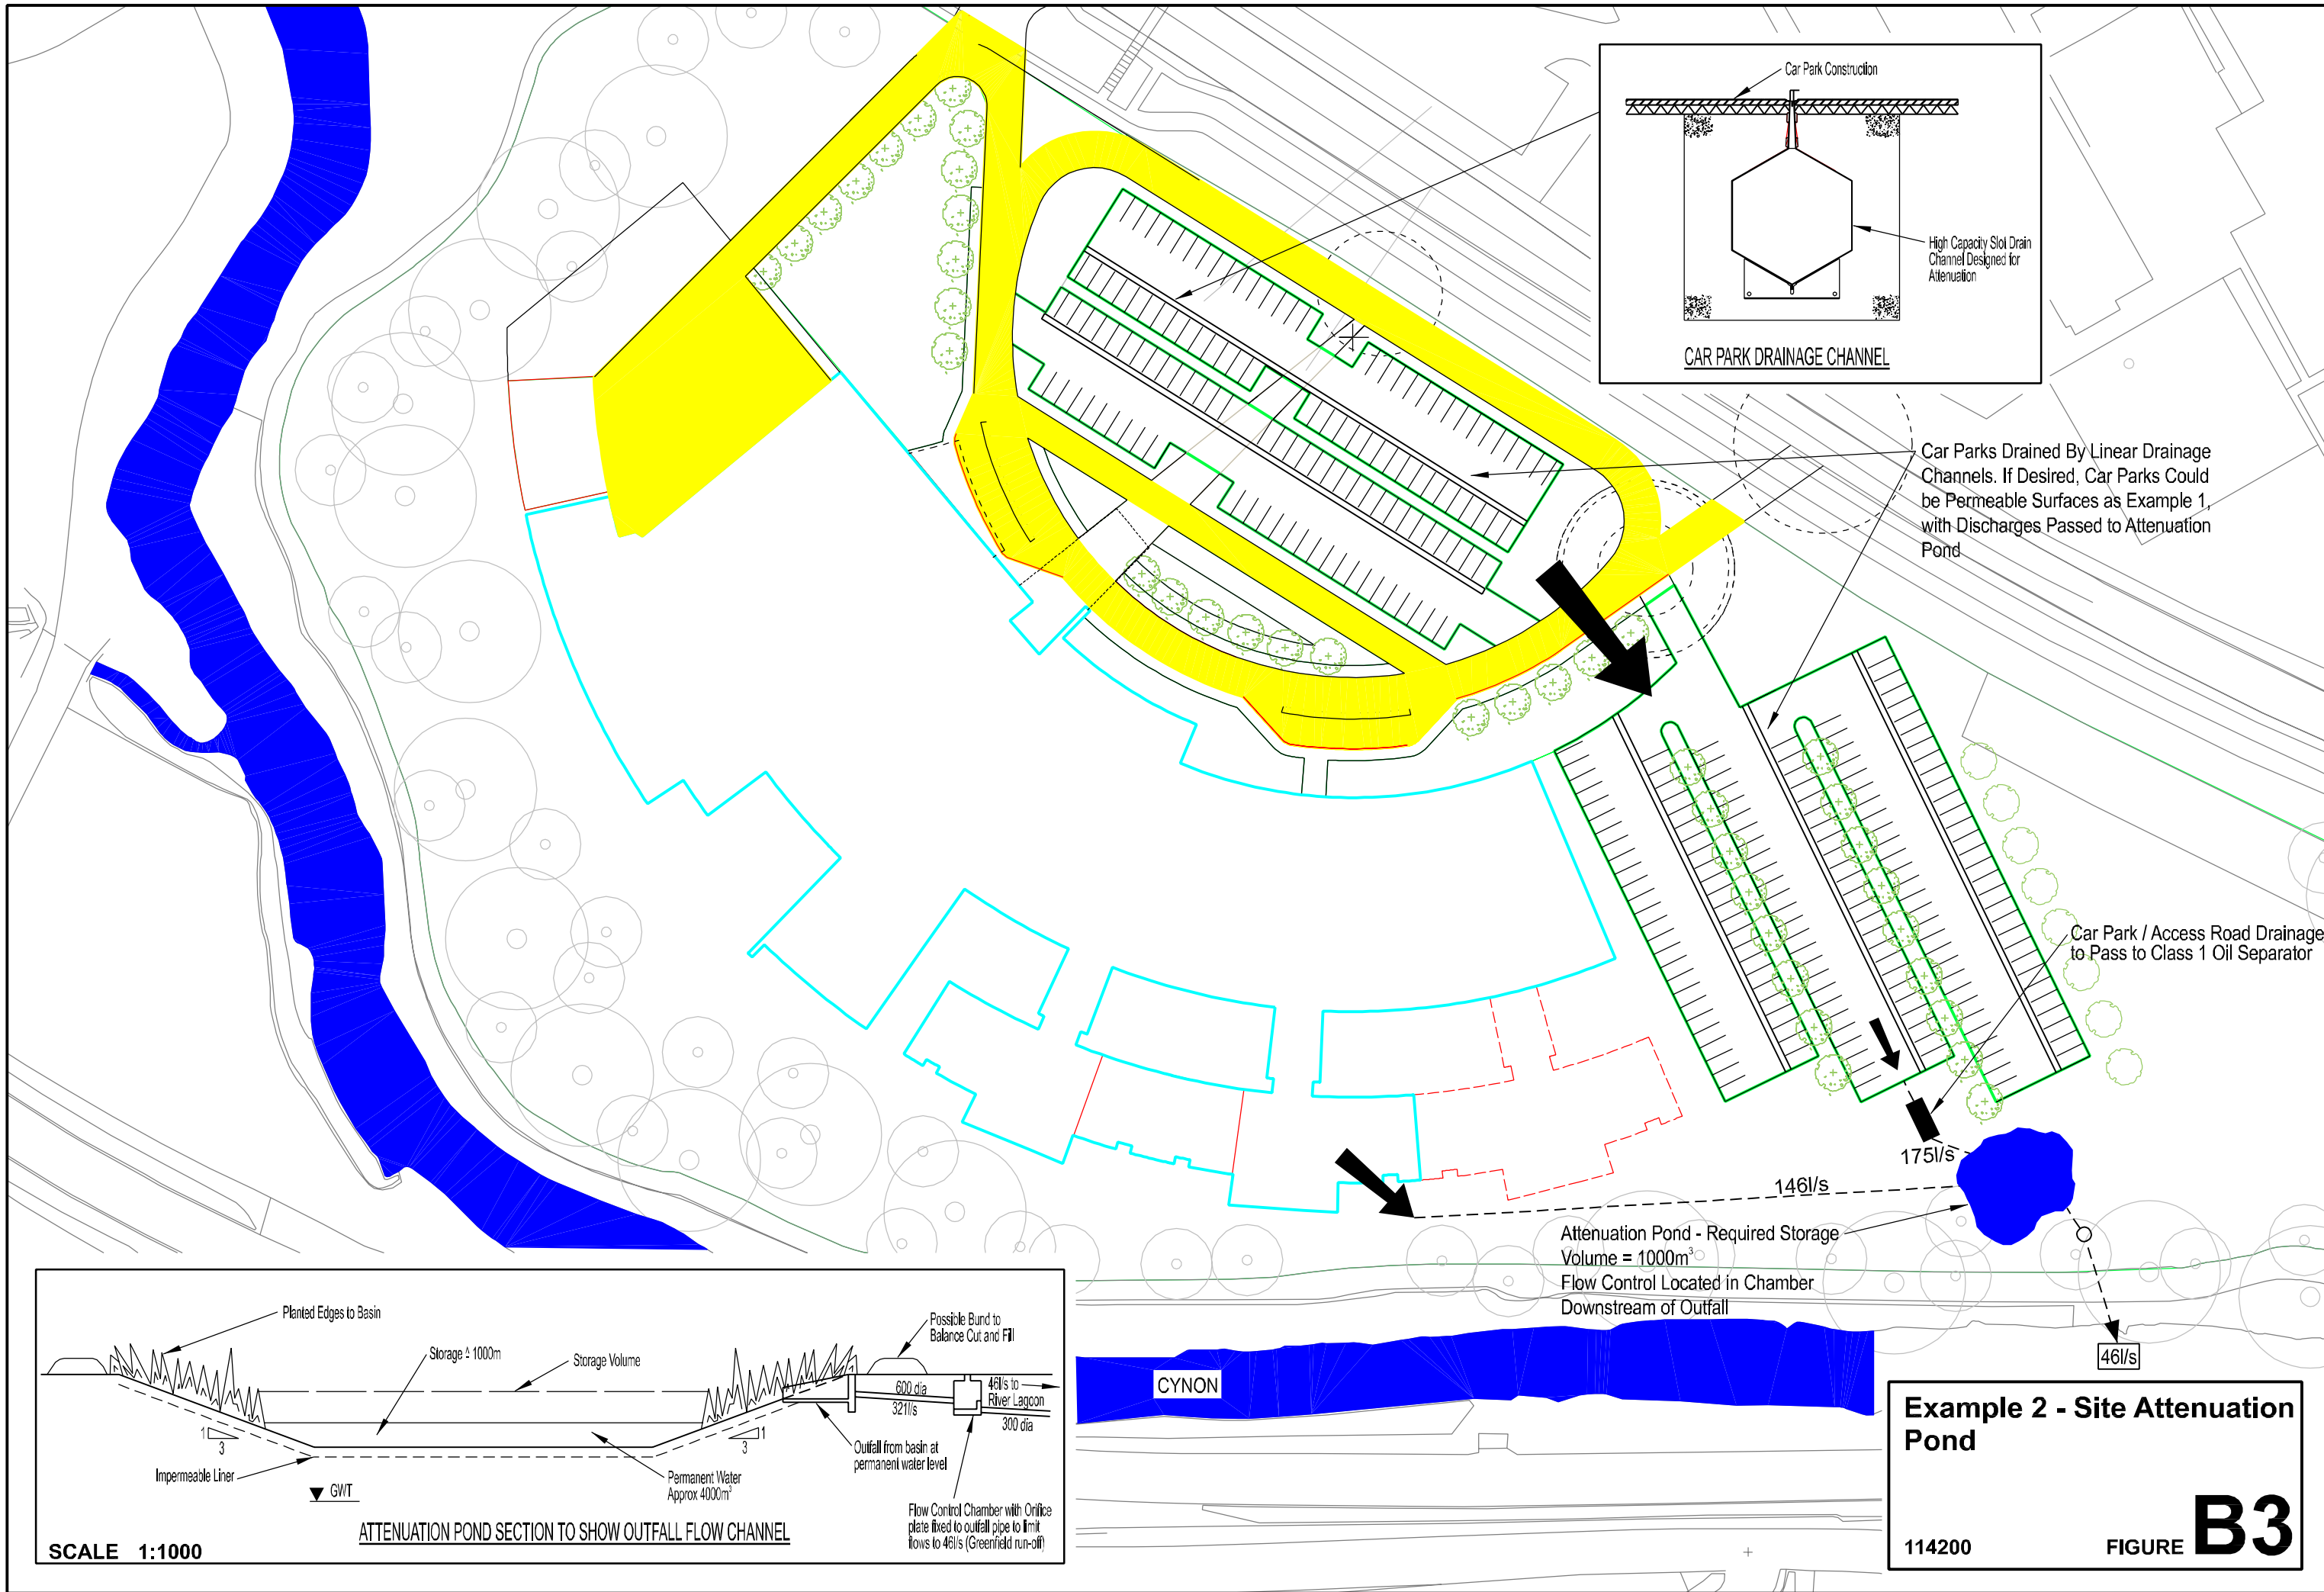 Car Park Construction
High Capacity Slot Drain
Channel Designed for
Attenuation
CAR PARK DRAINAGE CHANNEL
Car Parks Drained By Linear Drainage
Channels. If Desired, Car Parks Could
be Permeable Surfaces as Example 1,
with Discharges Passed to Attenuation
Pond
Car Park / Access Road Drainage
to Pass to Class 1 Oil Separator
175l/s
146l/s
Attenuation Pond - Required Storage
Volume = 1000m³
Flow Control Located in Chamber
Downstream of Outfall
46l/s
CYNON
Planted Edges to Basin
Storage ≙ 1000m
Storage Volume
Possible Bund to
Balance Cut and Fill
600 dia
321l/s
46l/s to
River Lagoon
300 dia
1
3
1
3
Outfall from basin at
permanent water level
Impermeable Liner
GWT
Permanent Water
Approx 4000m³
Flow Control Chamber with Orifice
plate fixed to outfall pipe to limit
flows to 46l/s (Greenfield run-off)
ATTENUATION POND SECTION TO SHOW OUTFALL FLOW CHANNEL
SCALE 1:1000
Example 2 - Site Attenuation
Pond
114200
FIGURE B3